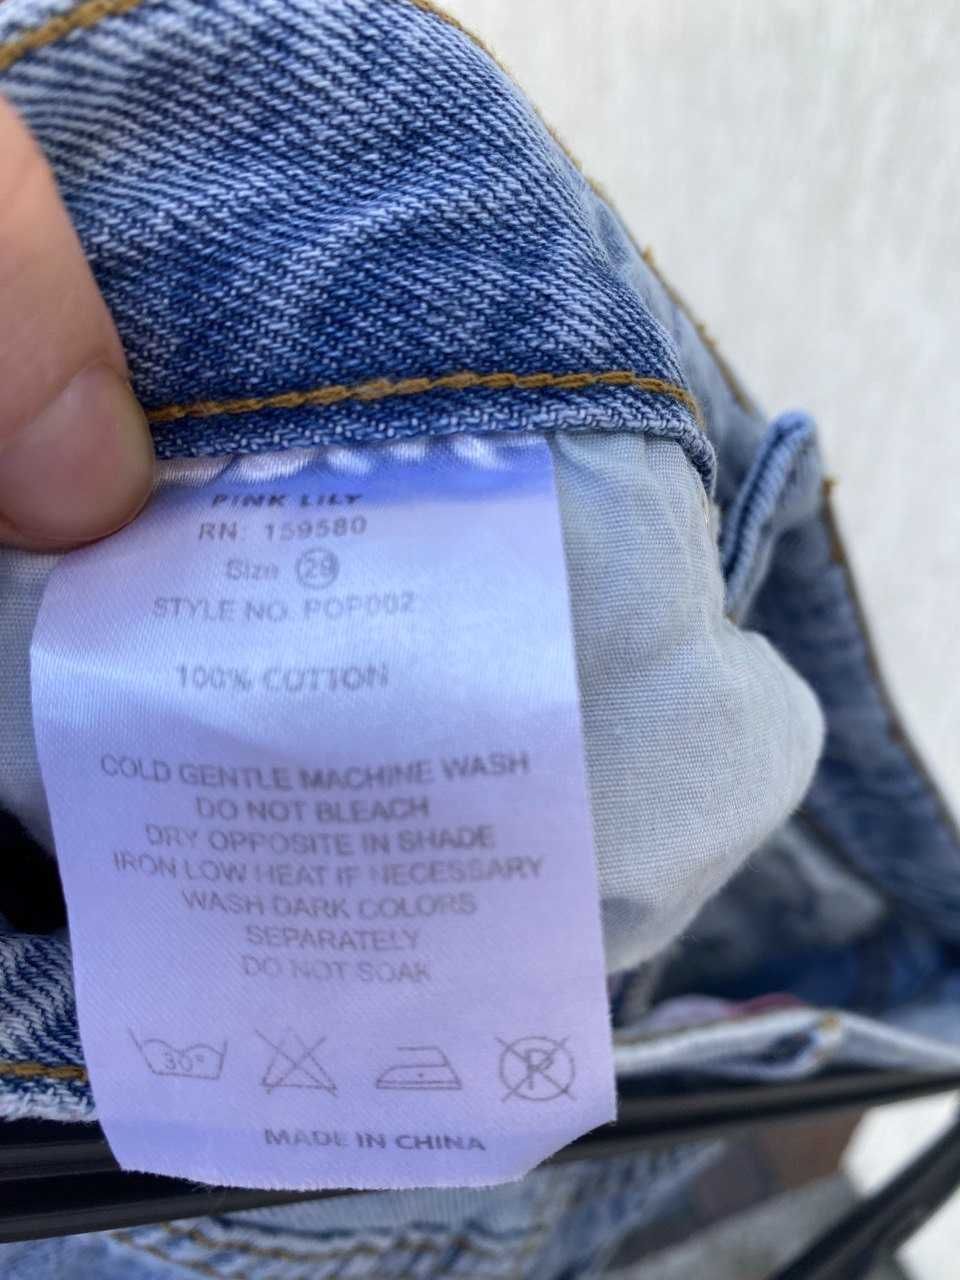 PINK LILY
RN: 159580
Size 29
STYLE NO. POP002
100% COTTON
COLD GENTLE MACHINE WASH
DO NOT BLEACH
DRY OPPOSITE IN SHADE
IRON LOW HEAT IF NECESSARY
WASH DARK COLORS
SEPARATELY
DO NOT SOAK
30° P
MADE IN CHINA